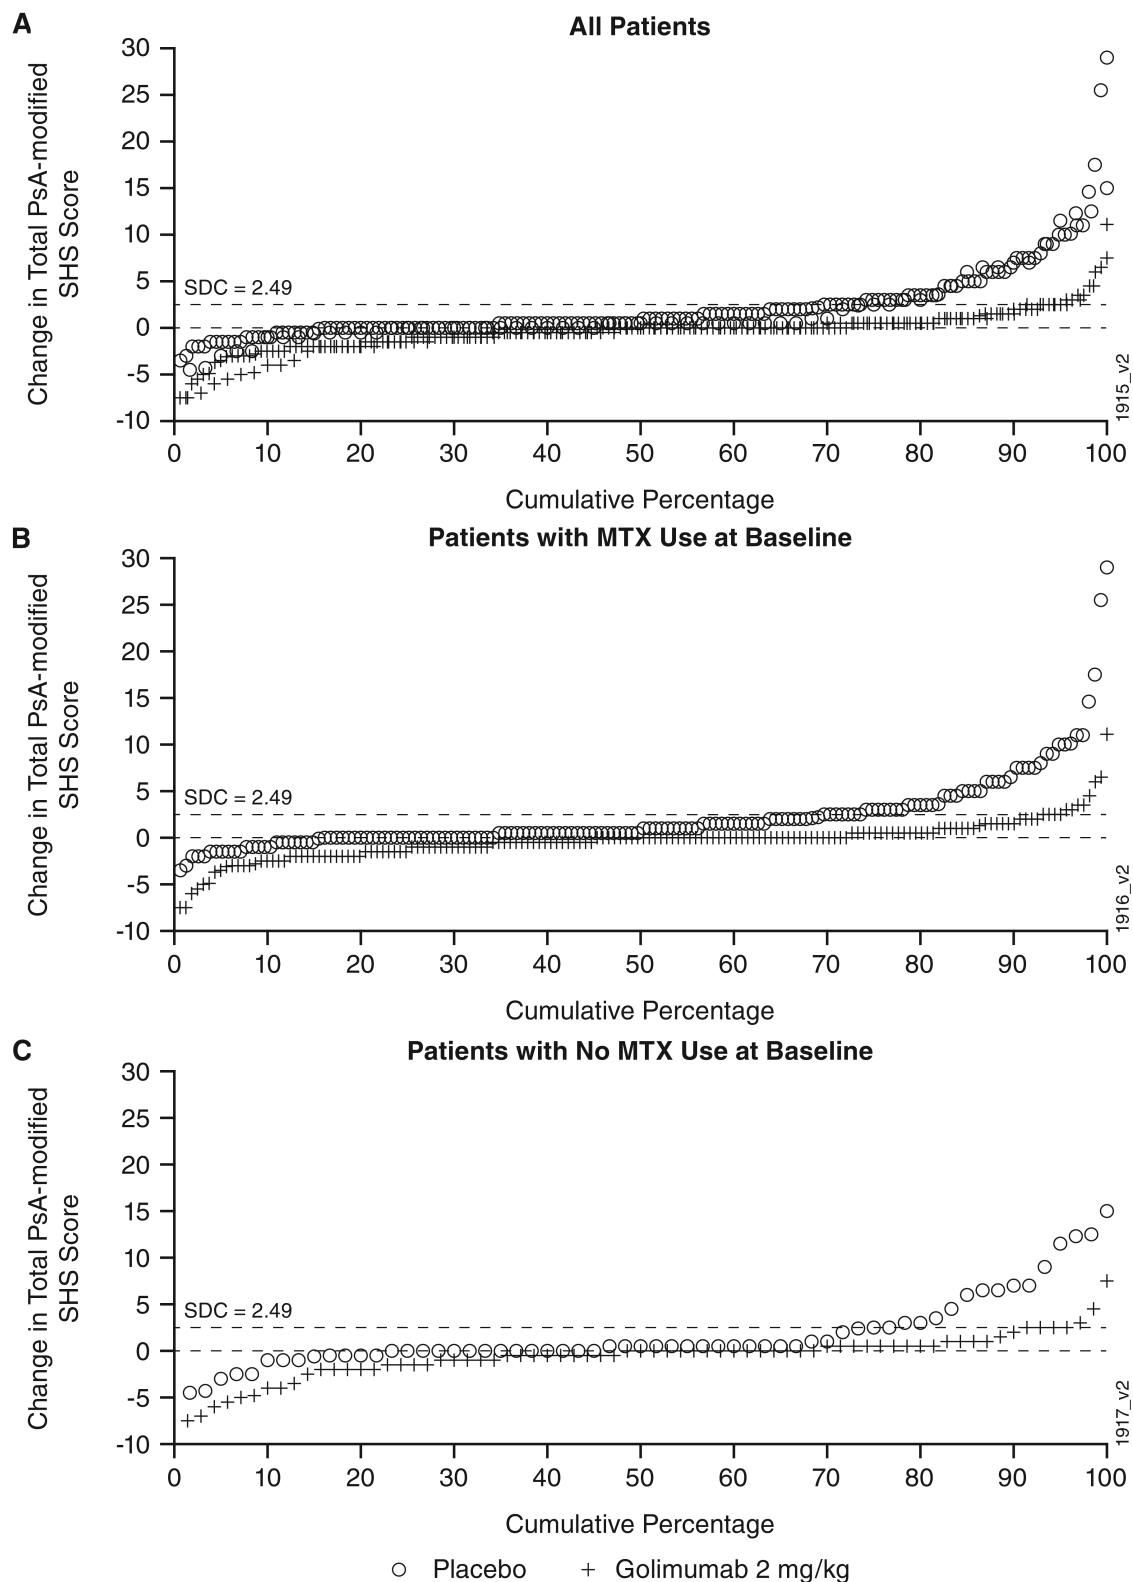 A
All Patients
Change in Total PsA-modified
SHS Score
30
25
20
15
10
5
0
-5
-10
SDC = 2.49
1915_v2
0 10 20 30 40 50 60 70 80 90 100
Cumulative Percentage
B
Patients with MTX Use at Baseline
Change in Total PsA-modified
SHS Score
30
25
20
15
10
5
0
-5
-10
SDC = 2.49
1916_v2
0 10 20 30 40 50 60 70 80 90 100
Cumulative Percentage
C
Patients with No MTX Use at Baseline
Change in Total PsA-modified
SHS Score
30
25
20
15
10
5
0
-5
-10
SDC = 2.49
1917_v2
0 10 20 30 40 50 60 70 80 90 100
Cumulative Percentage
Placebo Golimumab 2 mg/kg